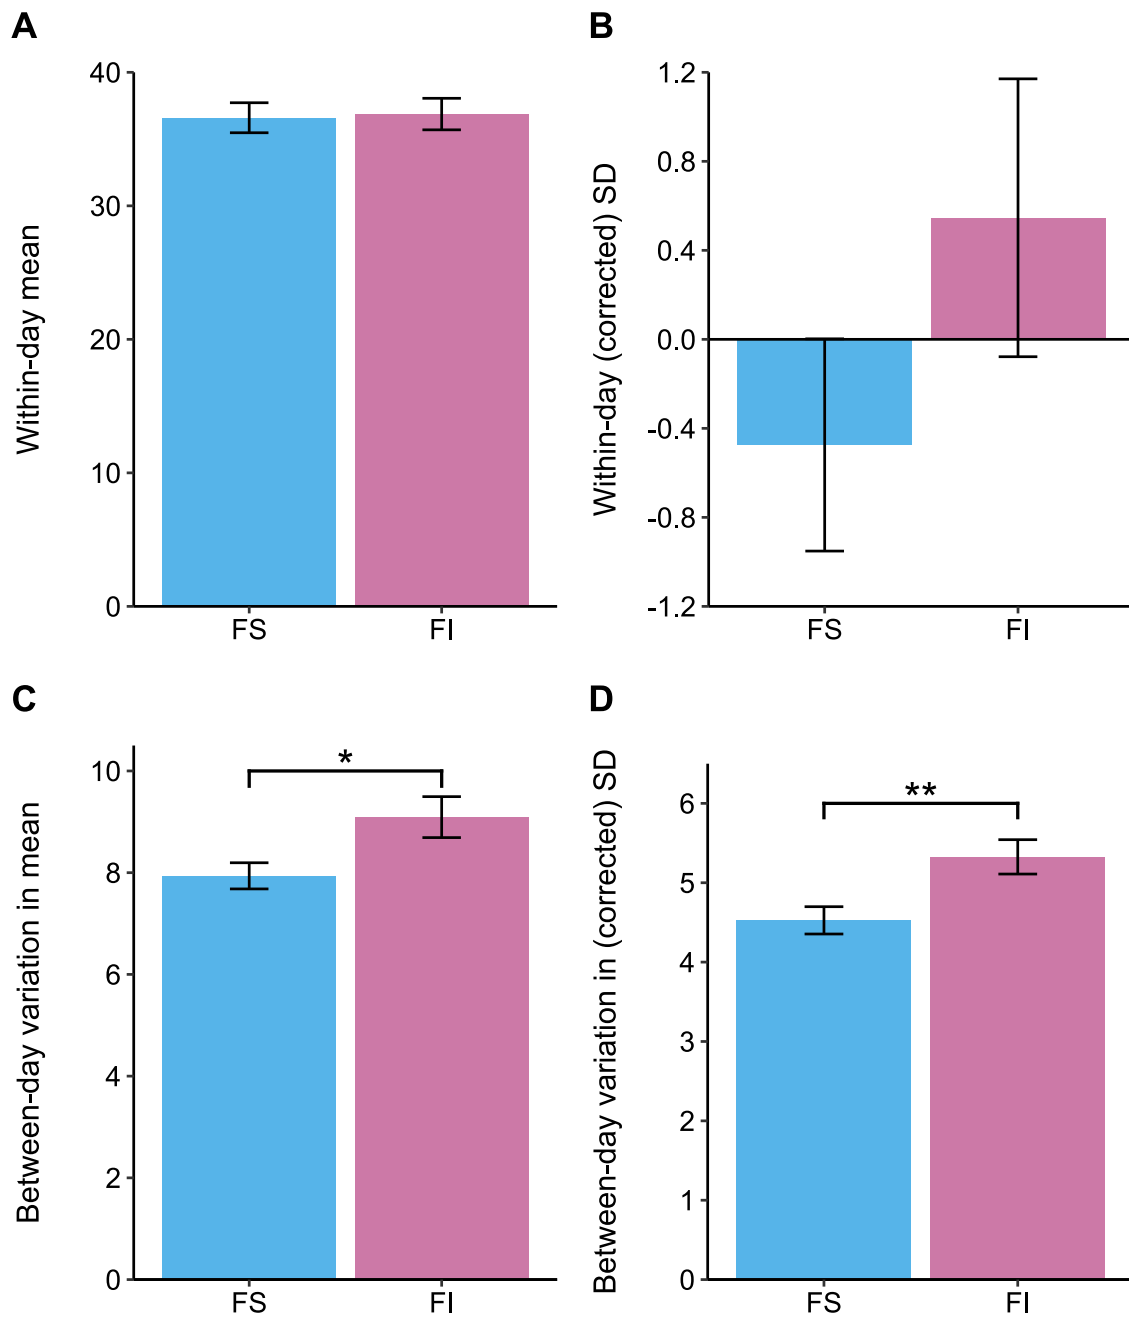 A
Within-day mean
40
30
20
10
0
FS
FI
B
Within-day (corrected) SD
1.2
0.8
0.4
0.0
-0.4
-0.8
-1.2
FS
FI
C
Between-day variation in mean
10
8
6
4
2
0
*
FS
FI
D
Between-day variation in (corrected) SD
6
5
4
3
2
1
0
**
FS
FI